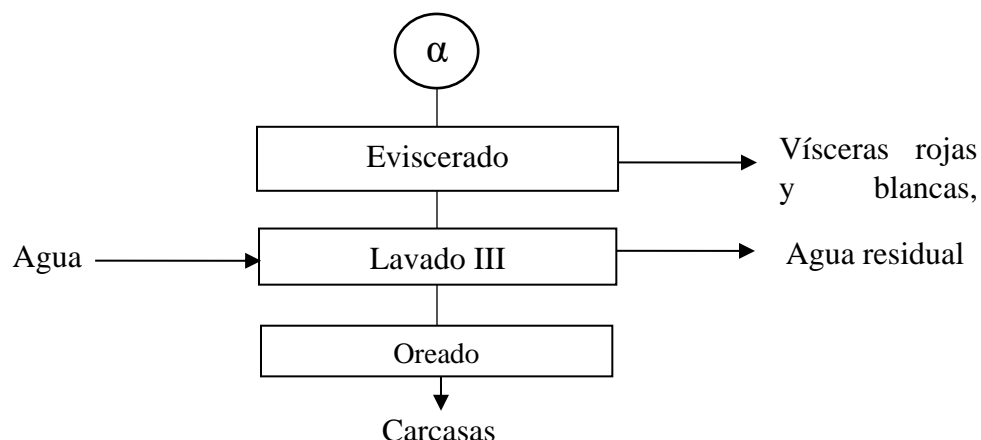 α
Eviscerado
Vísceras rojas
y blancas,
Agua
Lavado III
Agua residual
Oreado
Carcasas